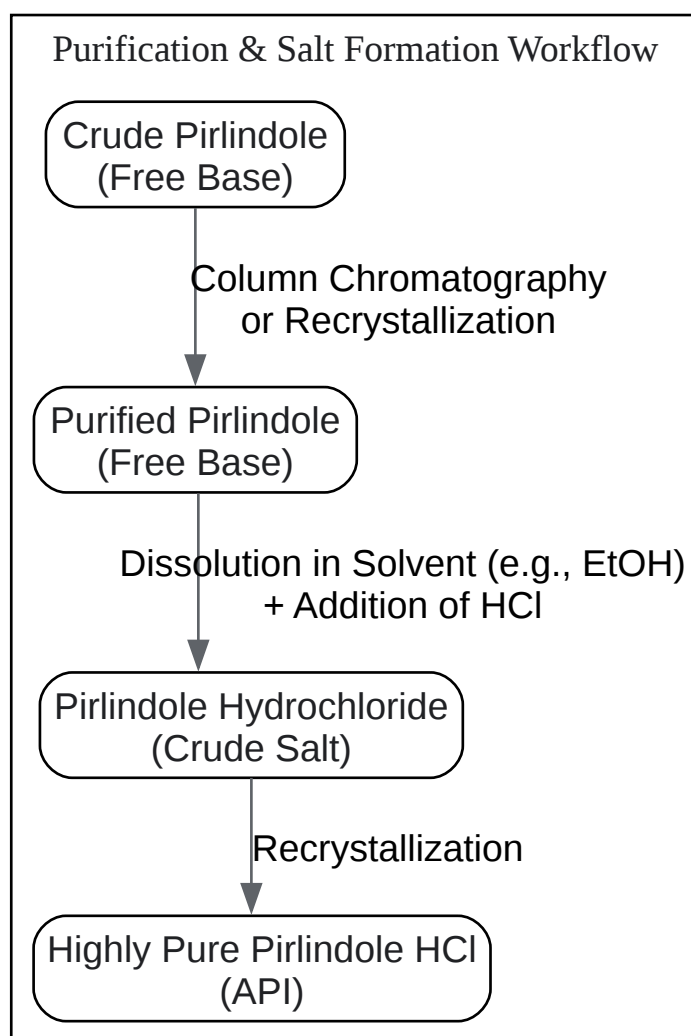 Purification & Salt Formation Workflow
Crude Pirlindole
(Free Base)
Column Chromatography
or Recrystallization
Purified Pirlindole
(Free Base)
Dissolution in Solvent (e.g., EtOH)
+ Addition of HCl
Pirlindole Hydrochloride
(Crude Salt)
Recrystallization
Highly Pure Pirlindole HCl
(API)